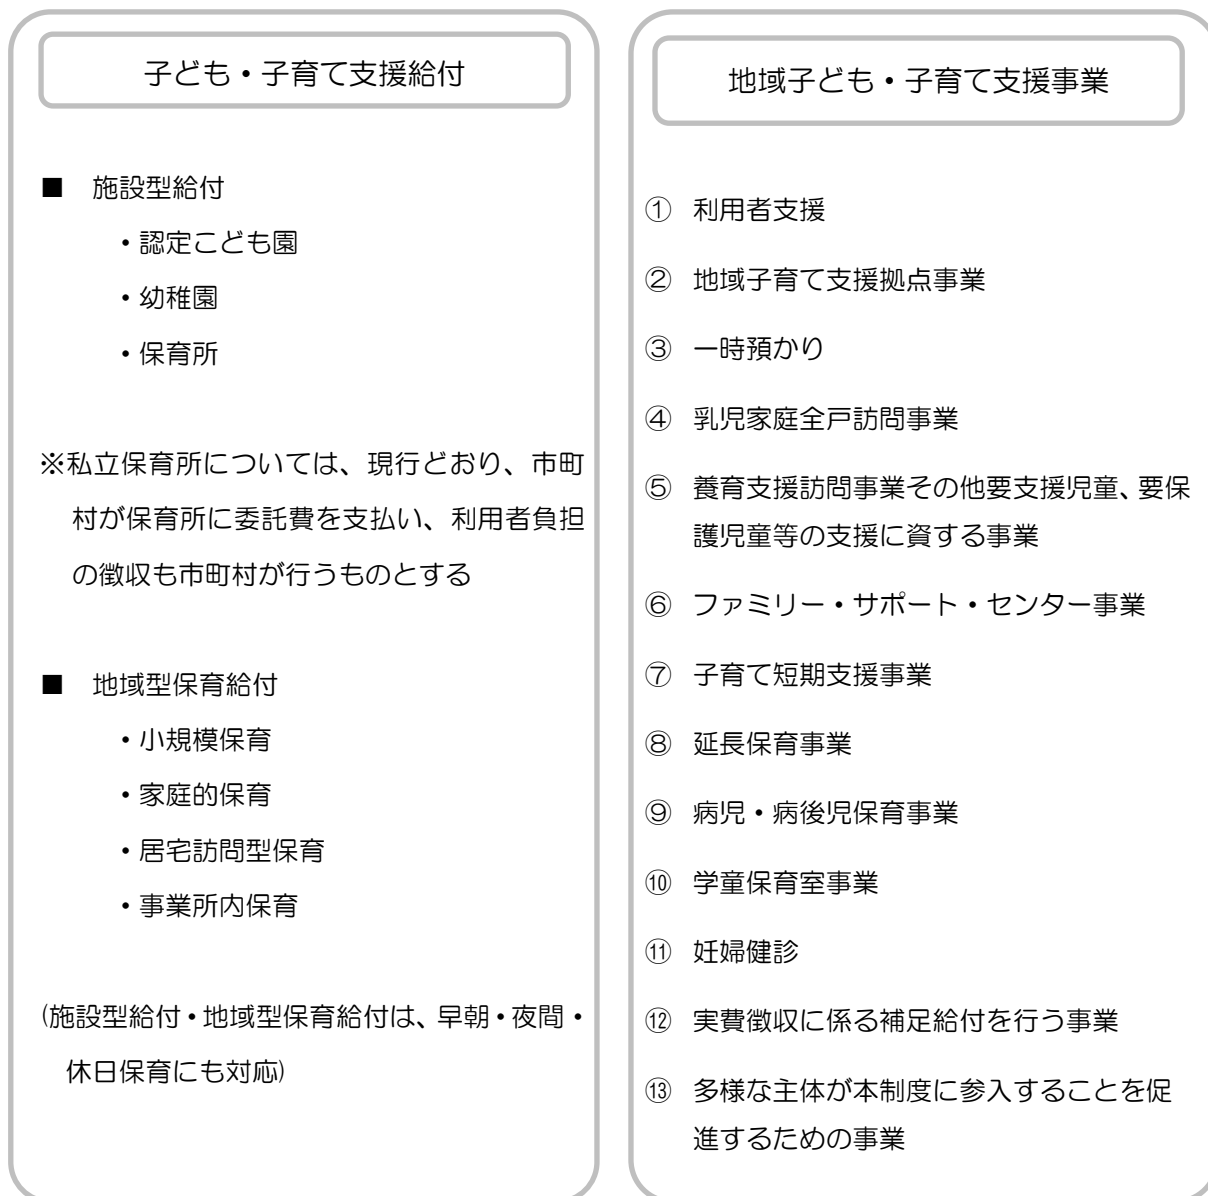 子ども・子育て支援給付
■ 施設型給付
・認定こども園
・幼稚園
・保育所
※私立保育所については、現行どおり、市町
村が保育所に委託費を支払い、利用者負担
の徴収も市町村が行うものとする
■ 地域型保育給付
・小規模保育
・家庭的保育
・居宅訪問型保育
・事業所内保育
(施設型給付・地域型保育給付は、早朝・夜間・
休日保育にも対応)
地域子ども・子育て支援事業
① 利用者支援
② 地域子育て支援拠点事業
③ 一時預かり
④ 乳児家庭全戸訪問事業
⑤ 養育支援訪問事業その他要支援児童、要保
護児童等の支援に資する事業
⑥ ファミリー・サポート・センター事業
⑦ 子育て短期支援事業
⑧ 延長保育事業
⑨ 病児・病後児保育事業
⑩ 学童保育室事業
⑪ 妊婦健診
⑫ 実費徴収に係る補足給付を行う事業
⑬ 多様な主体が本制度に参入することを促
進するための事業